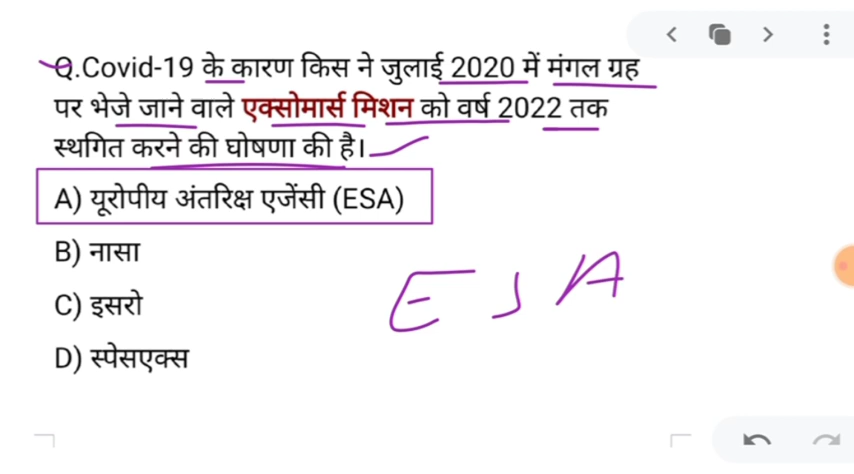 Q.Covid-19 के कारण किस ने जुलाई 2020 में मंगल ग्रह
पर भेजे जाने वाले एक्सोमार्स मिशन को वर्ष 2022 तक
स्थगित करने की घोषणा की है।
A) यूरोपीय अंतरिक्ष एजेंसी (ESA)
B) नासा
C) इसरो
D) स्पेसएक्स
ESA